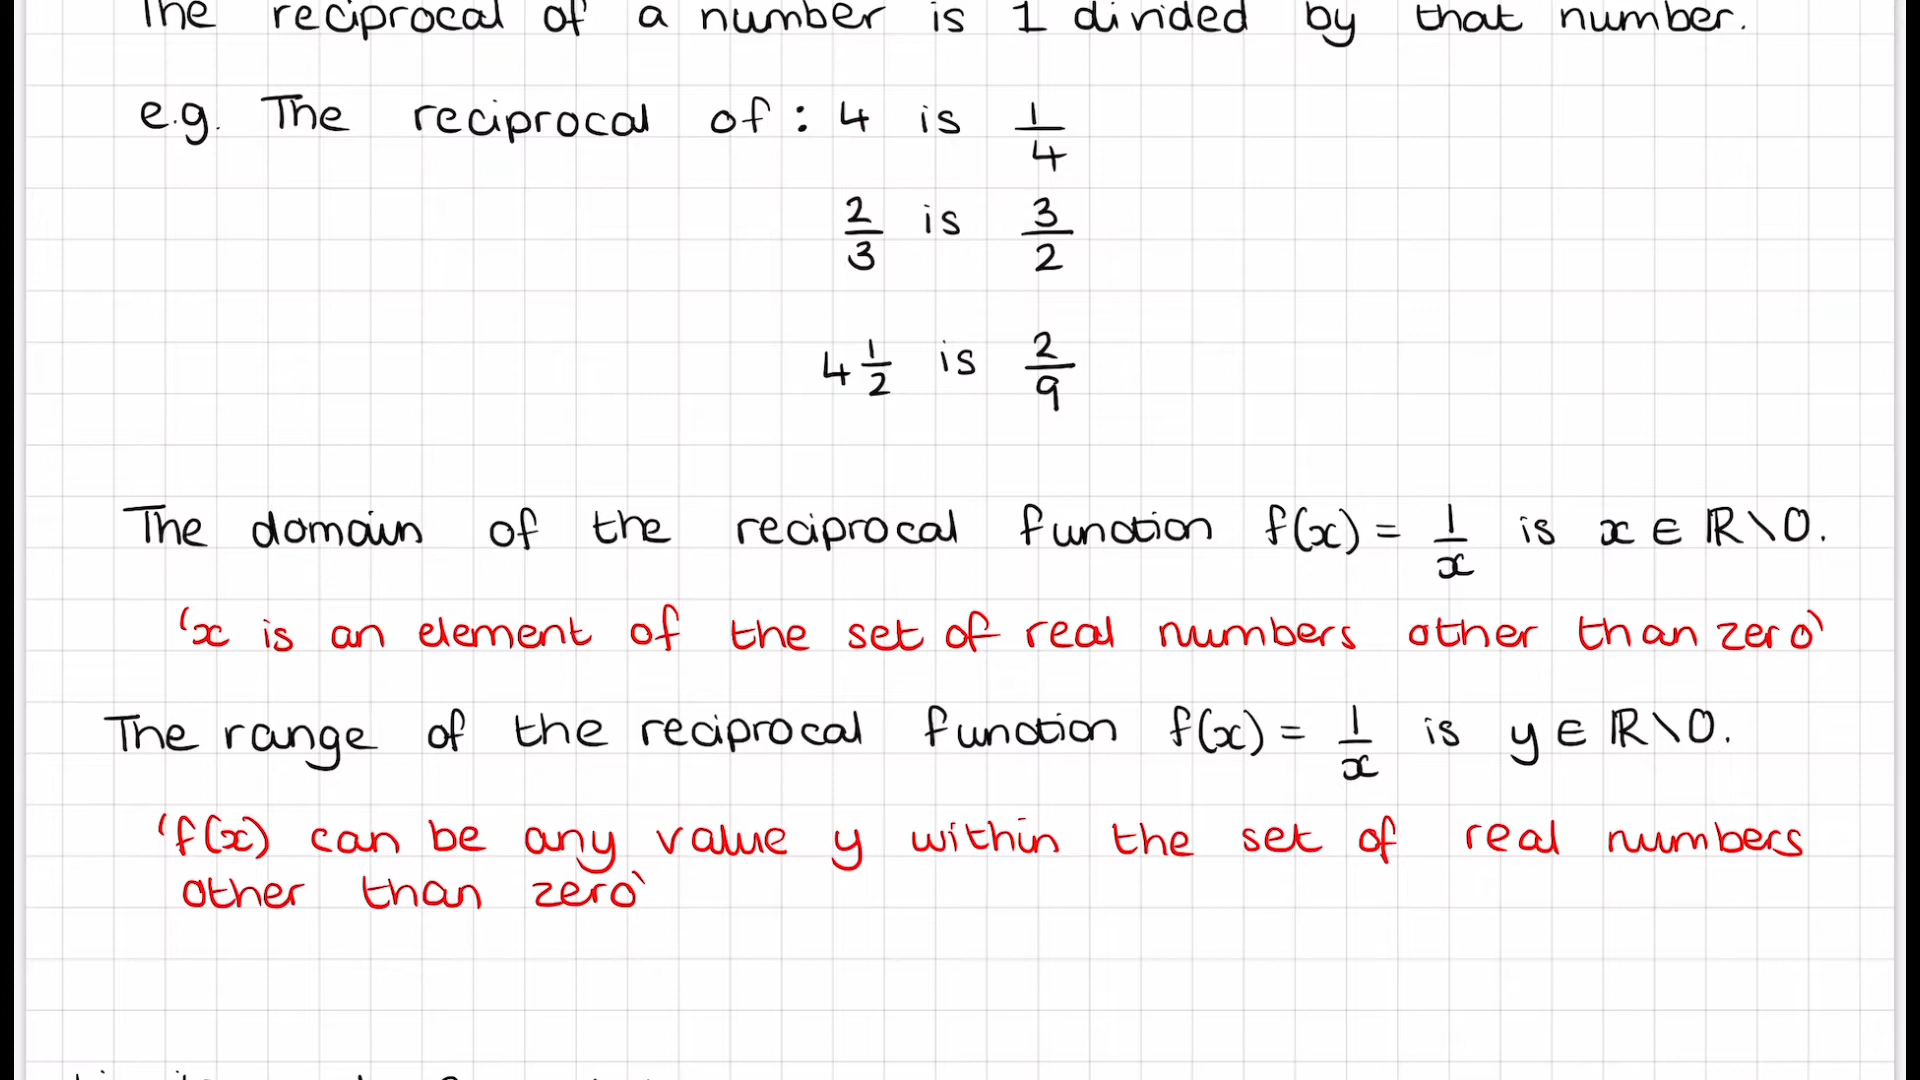 The reciprocal of a number is 1 divided by that number.
e.g. The reciprocal of : 4 is 1/4
2/3 is 3/2
4 1/2 is 2/9
The domain of the reciprocal function f(x) = 1/x is x ∈ ℝ\0.
'x is an element of the set of real numbers other than zero'
The range of the reciprocal function f(x) = 1/x is y ∈ ℝ\0.
'f(x) can be any value y within the set of real numbers
other than zero'